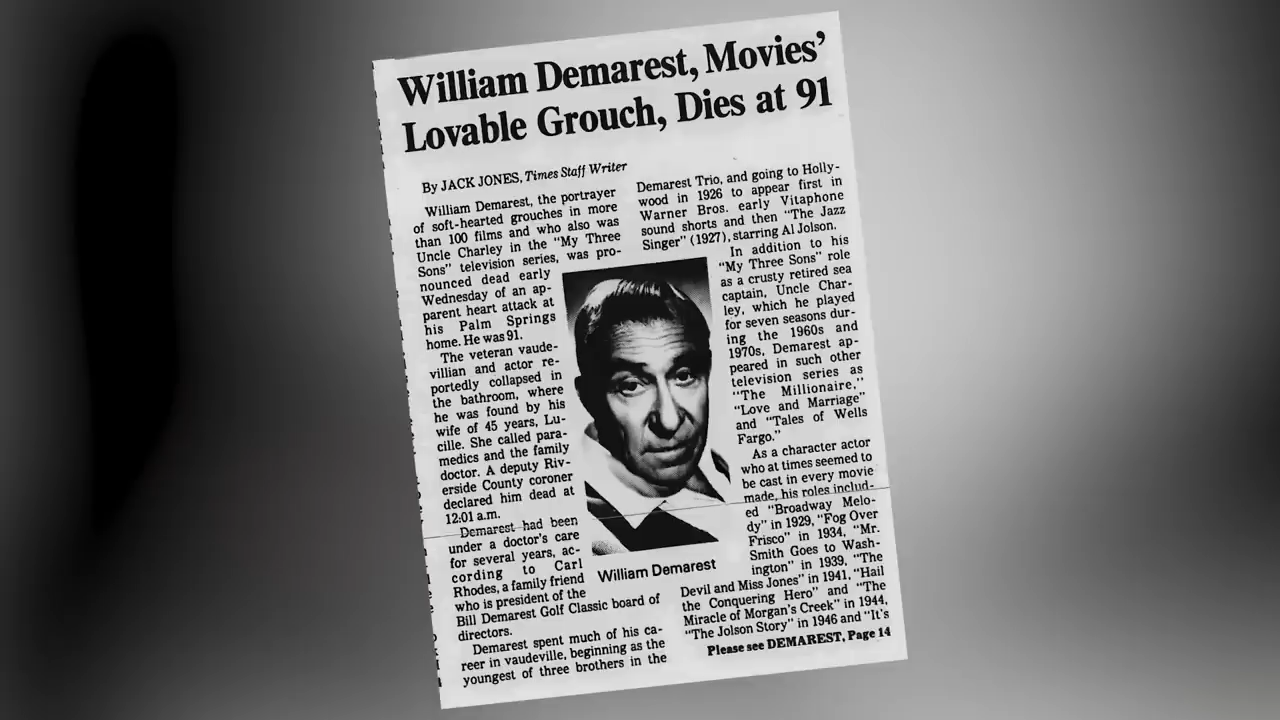 William Demarest, Movies’
Lovable Grouch, Dies at 91
By JACK JONES, Times Staff Writer
William Demarest, the portrayer
of soft-hearted grouches in more
than 100 films and who also was
Uncle Charley in the “My Three
Sons” television series, was pro-
nounced dead early
Wednesday of an ap-
parent heart attack at
his Palm Springs
home. He was 91.
The veteran vaude-
villian and actor re-
portedly collapsed in
the bathroom, where
he was found by his
wife of 45 years, Lu-
cille. She called para-
medics and the family
doctor. A deputy Riv-
erside County coroner
declared him dead at
12:01 a.m.
Demarest had been
under a doctor's care
for several years, ac-
cording to Carl
Rhodes, a family friend
who is president of the
Bill Demarest Golf Classic board of
directors.
Demarest spent much of his ca-
reer in vaudeville, beginning as the
youngest of three brothers in the
Demarest Trio, and going to Holly-
wood in 1926 to appear first in
Warner Bros. early Vitaphone
sound shorts and then “The Jazz
Singer” (1927), starring Al Jolson.
In addition to his
“My Three Sons” role
as a crusty retired sea
captain, Uncle Char-
ley, which he played
for seven seasons dur-
ing the 1960s and
1970s, Demarest ap-
peared in such other
television series as
“The Millionaire,”
“Love and Marriage”
and “Tales of Wells
Fargo.”
As a character actor
who at times seemed to
be cast in every movie
made, his roles includ-
ed “Broadway Melo-
dy” in 1929, “Fog Over
Frisco” in 1934, “Mr.
Smith Goes to Wash-
ington” in 1939, “The
Devil and Miss Jones” in 1941, “Hail
the Conquering Hero” and “The
Miracle of Morgan's Creek” in 1944,
“The Jolson Story” in 1946 and “It's
Please see DEMAREST, Page 14
William Demarest